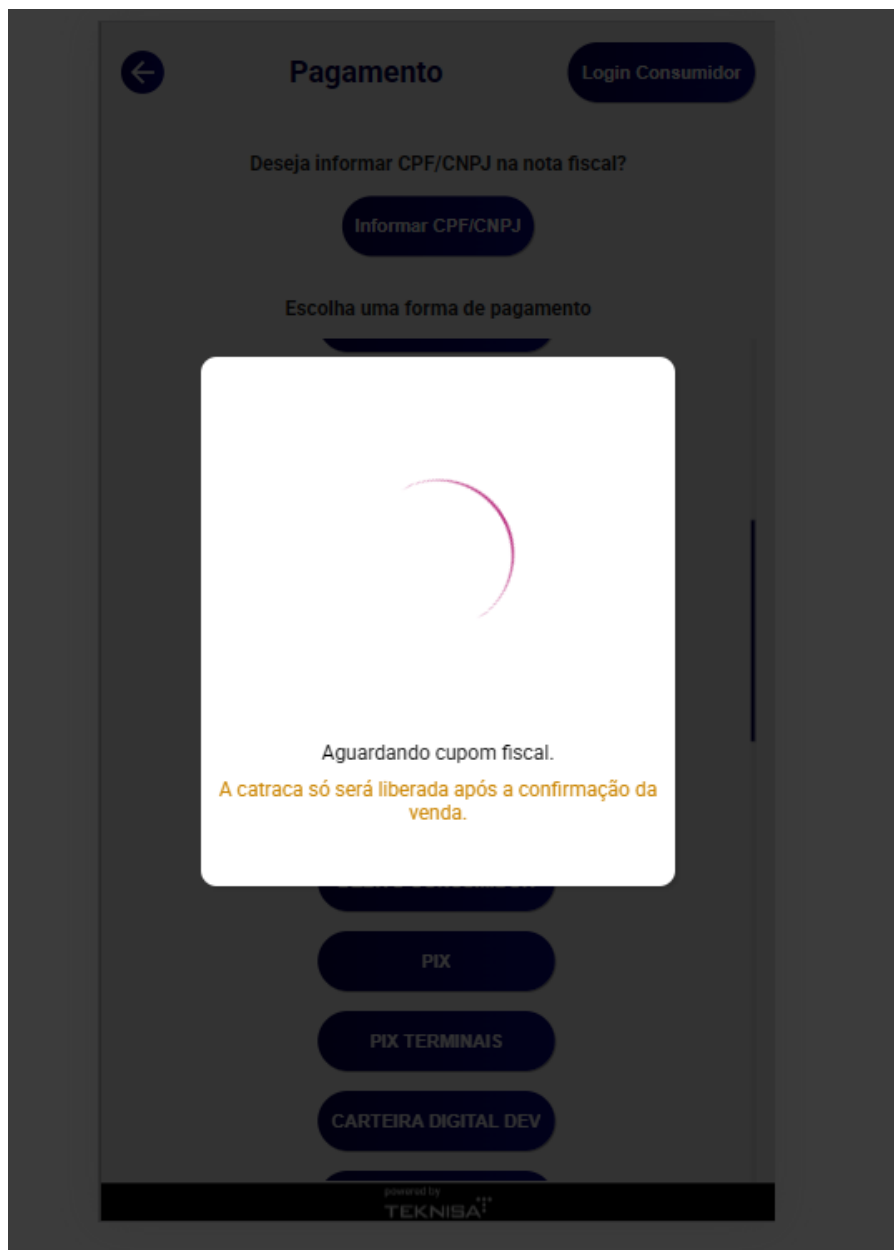 Pagamento
Login Consumidor
Deseja informar CPF/CNPJ na nota fiscal?
Informar CPF/CNPJ
Escolha uma forma de pagamento
Aguardando cupom fiscal.
A catraca só será liberada após a confirmação da
venda.
PIX
PIX TERMINAIS
CARTEIRA DIGITAL DEV
powered by
TEKNISA